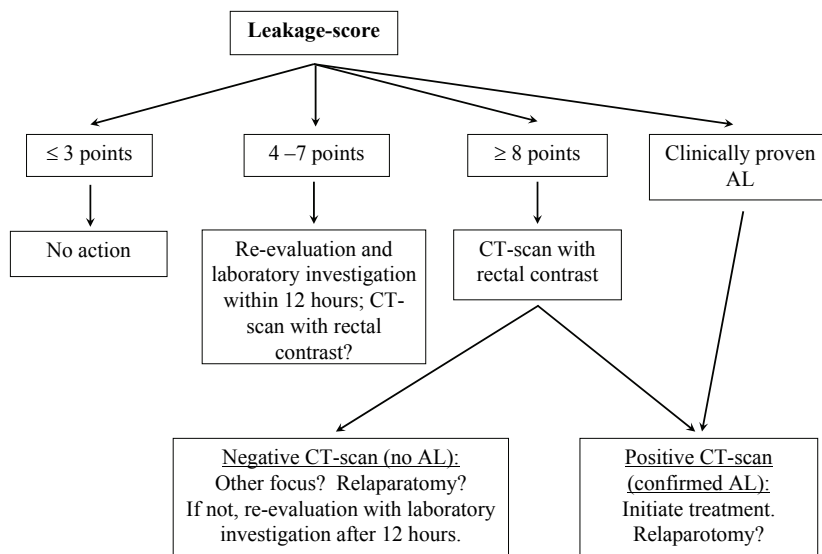 Leakage-score
≤ 3 points
4 –7 points
≥ 8 points
Clinically proven
AL
No action
Re-evaluation and
laboratory investigation
within 12 hours; CT-
scan with rectal
contrast?
CT-scan with
rectal contrast
Negative CT-scan (no AL):
Other focus? Relaparatomy?
If not, re-evaluation with laboratory
investigation after 12 hours.
Positive CT-scan
(confirmed AL):
Initiate treatment.
Relaparotomy?